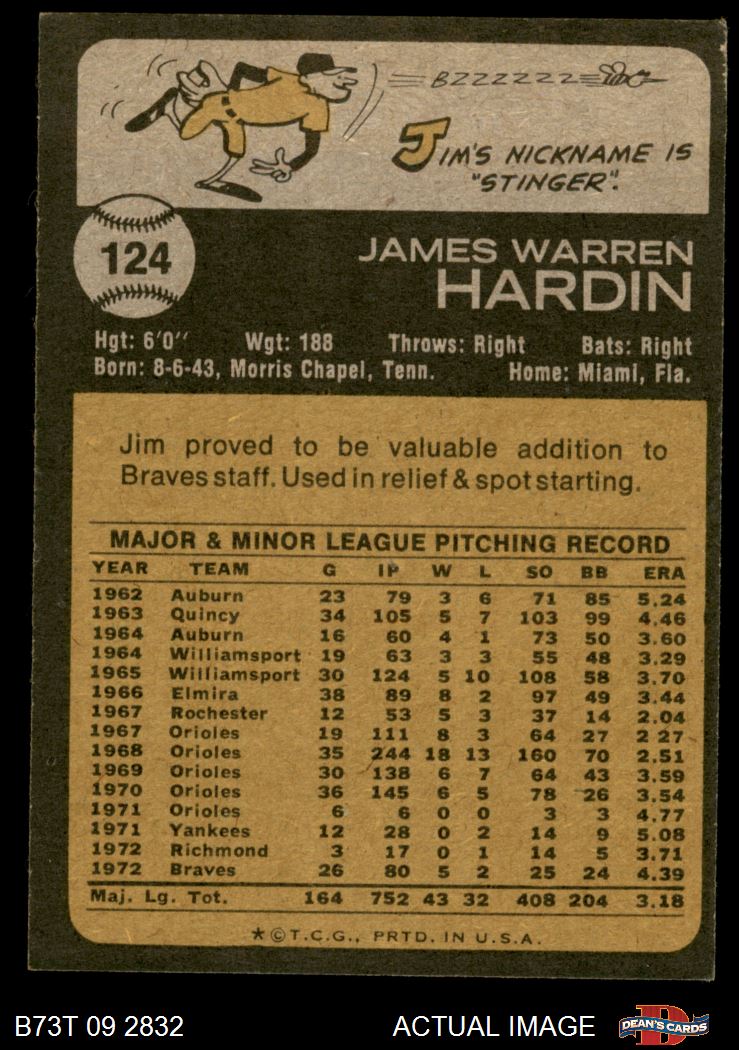 BZZZZZZZ
JIM'S NICKNAME IS
"STINGER".
124
JAMES WARREN
HARDIN
Hgt: 6'0" Wgt: 188 Throws: Right Bats: Right
Born: 8-6-43, Morris Chapel, Tenn. Home: Miami, Fla.
Jim proved to be valuable addition to
Braves staff. Used in relief & spot starting.
MAJOR & MINOR LEAGUE PITCHING RECORD
YEAR TEAM G IP W L SO BB ERA
1962 Auburn 23 79 3 6 71 85 5.24
1963 Quincy 34 105 5 7 103 99 4.46
1964 Auburn 16 60 4 1 73 50 3.60
1964 Williamsport 19 63 3 3 55 48 3.29
1965 Williamsport 30 124 5 10 108 58 3.70
1966 Elmira 38 89 8 2 97 49 3.44
1967 Rochester 12 53 5 3 37 14 2.04
1967 Orioles 19 111 8 3 64 27 2 27
1968 Orioles 35 244 18 13 160 70 2.51
1969 Orioles 30 138 6 7 64 43 3.59
1970 Orioles 36 145 6 5 78 26 3.54
1971 Orioles 6 6 0 0 3 3 4.77
1971 Yankees 12 28 0 2 14 9 5.08
1972 Richmond 3 17 0 1 14 5 3.71
1972 Braves 26 80 5 2 25 24 4.39
Maj. Lg. Tot. 164 752 43 32 408 204 3.18
★©T.C.G., PRTD. IN U.S.A.
B73T 09 2832 ACTUAL IMAGE D DEAN'S CARDS